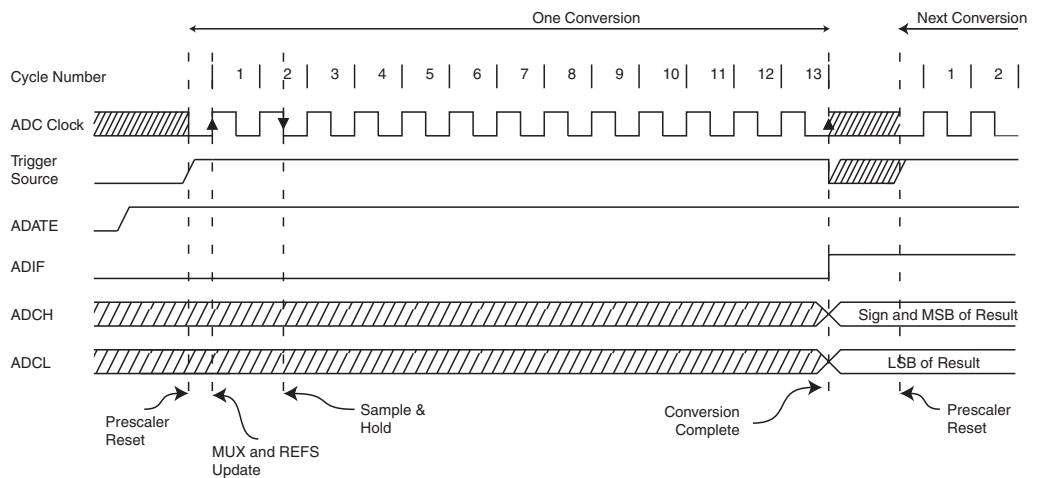 One Conversion
Next Conversion
Cycle Number
1 2 3 4 5 6 7 8 9 10 11 12 13 1 2
ADC Clock
Trigger
Source
ADATE
ADIF
ADCH
Sign and MSB of Result
ADCL
LSB of Result
Prescaler
Reset
MUX and REFS
Update
Sample &
Hold
Conversion
Complete
Prescaler
Reset